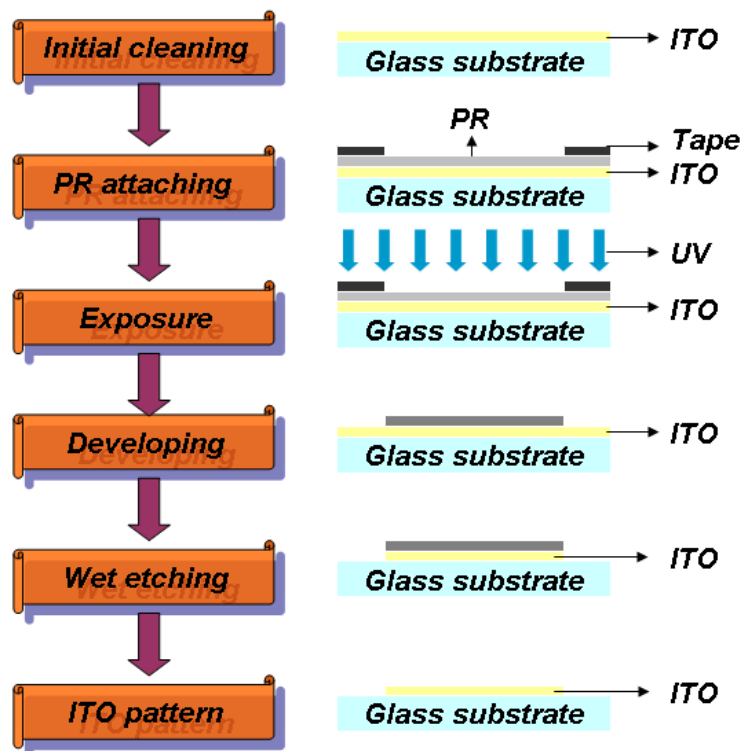 Initial cleaning
ITO
Glass substrate
PR attaching
PR
Tape
ITO
Glass substrate
UV
Exposure
ITO
Glass substrate
Developing
ITO
Glass substrate
Wet etching
ITO
Glass substrate
ITO pattern
ITO
Glass substrate